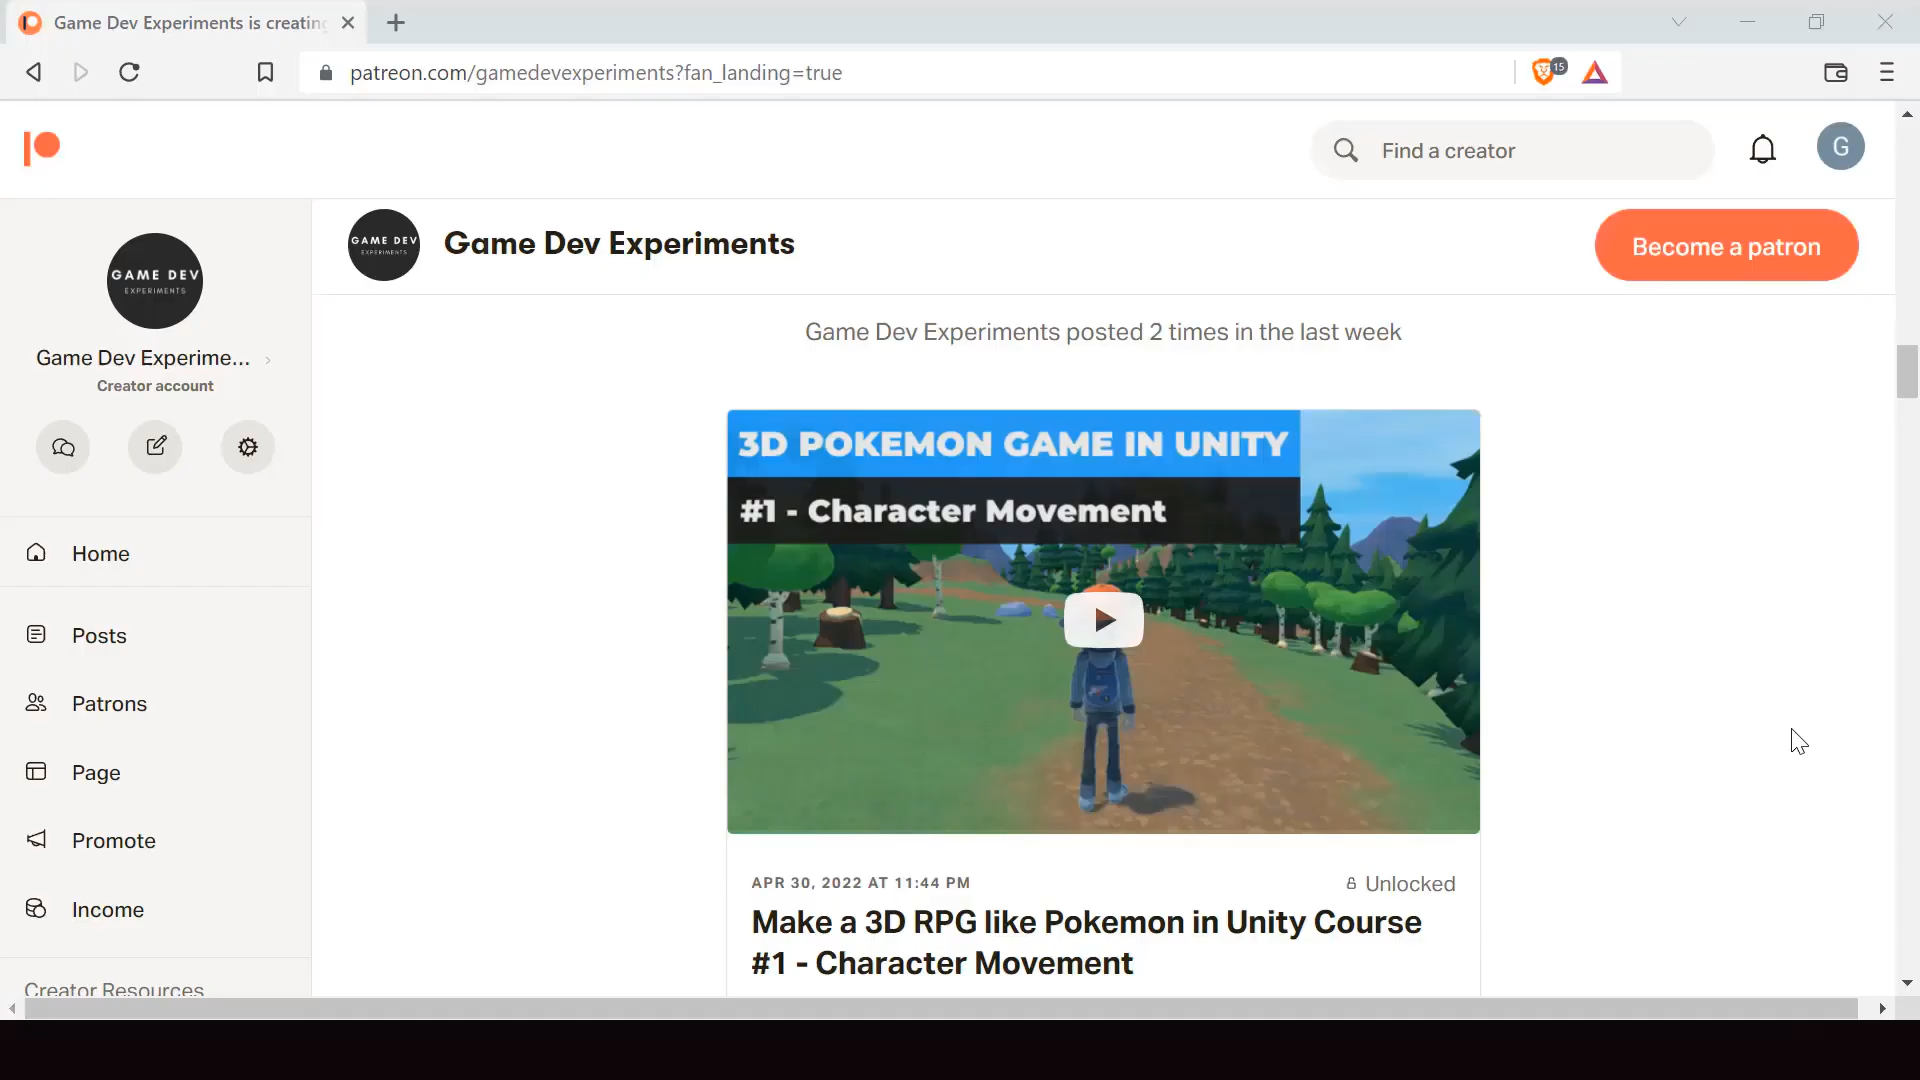 Game Dev Experiments is creating
patreon.com/gamedevexperiments?fan_landing=true
15
Find a creator
G
GAME DEV
EXPERIMENTS
Game Dev Experiments
Become a patron
GAME DEV
EXPERIMENTS
Game Dev Experime...
Creator account
Home
Posts
Patrons
Page
Promote
Income
Creator Resources
Game Dev Experiments posted 2 times in the last week
3D POKEMON GAME IN UNITY
#1 - Character Movement
APR 30, 2022 AT 11:44 PM
Unlocked
Make a 3D RPG like Pokemon in Unity Course
#1 - Character Movement